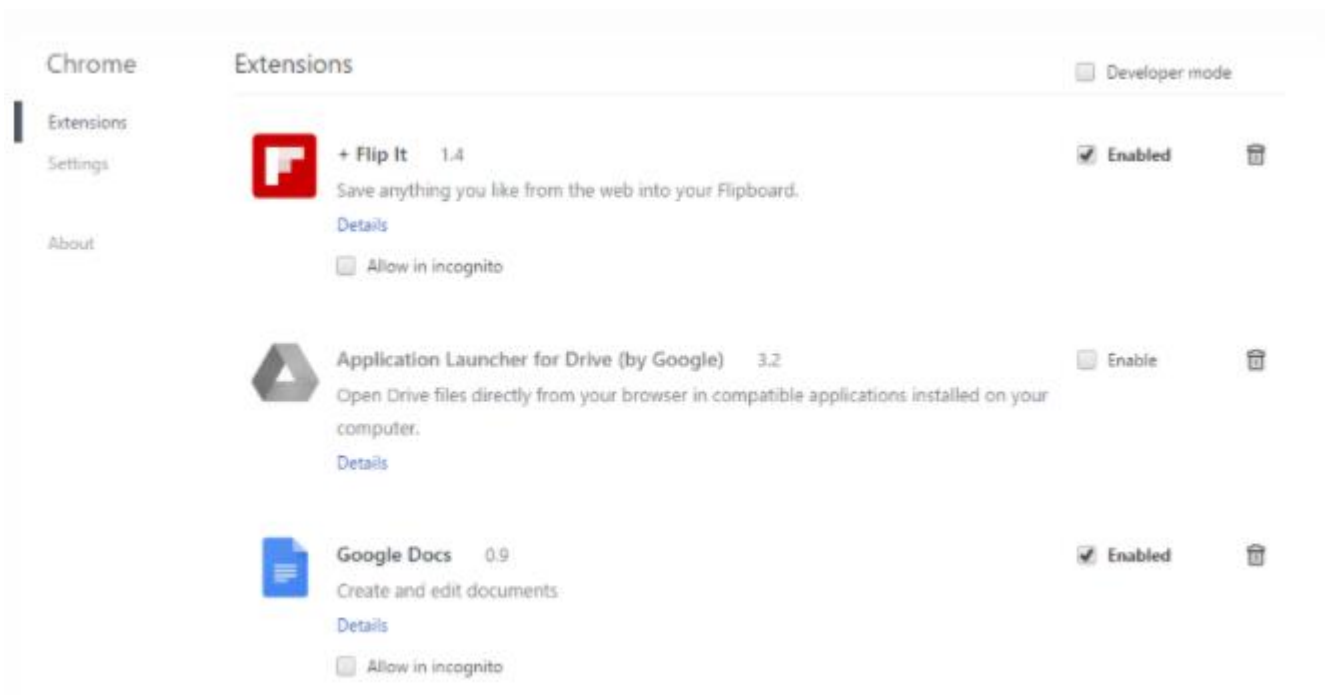 Chrome
Extensions
Developer mode
Extensions
Settings
About
+ Flip It 1.4
Enabled
Save anything you like from the web into your Flipboard.
Details
Allow in incognito
Application Launcher for Drive (by Google) 3.2
Enable
Open Drive files directly from your browser in compatible applications installed on your
computer.
Details
Google Docs 0.9
Enabled
Create and edit documents
Details
Allow in incognito